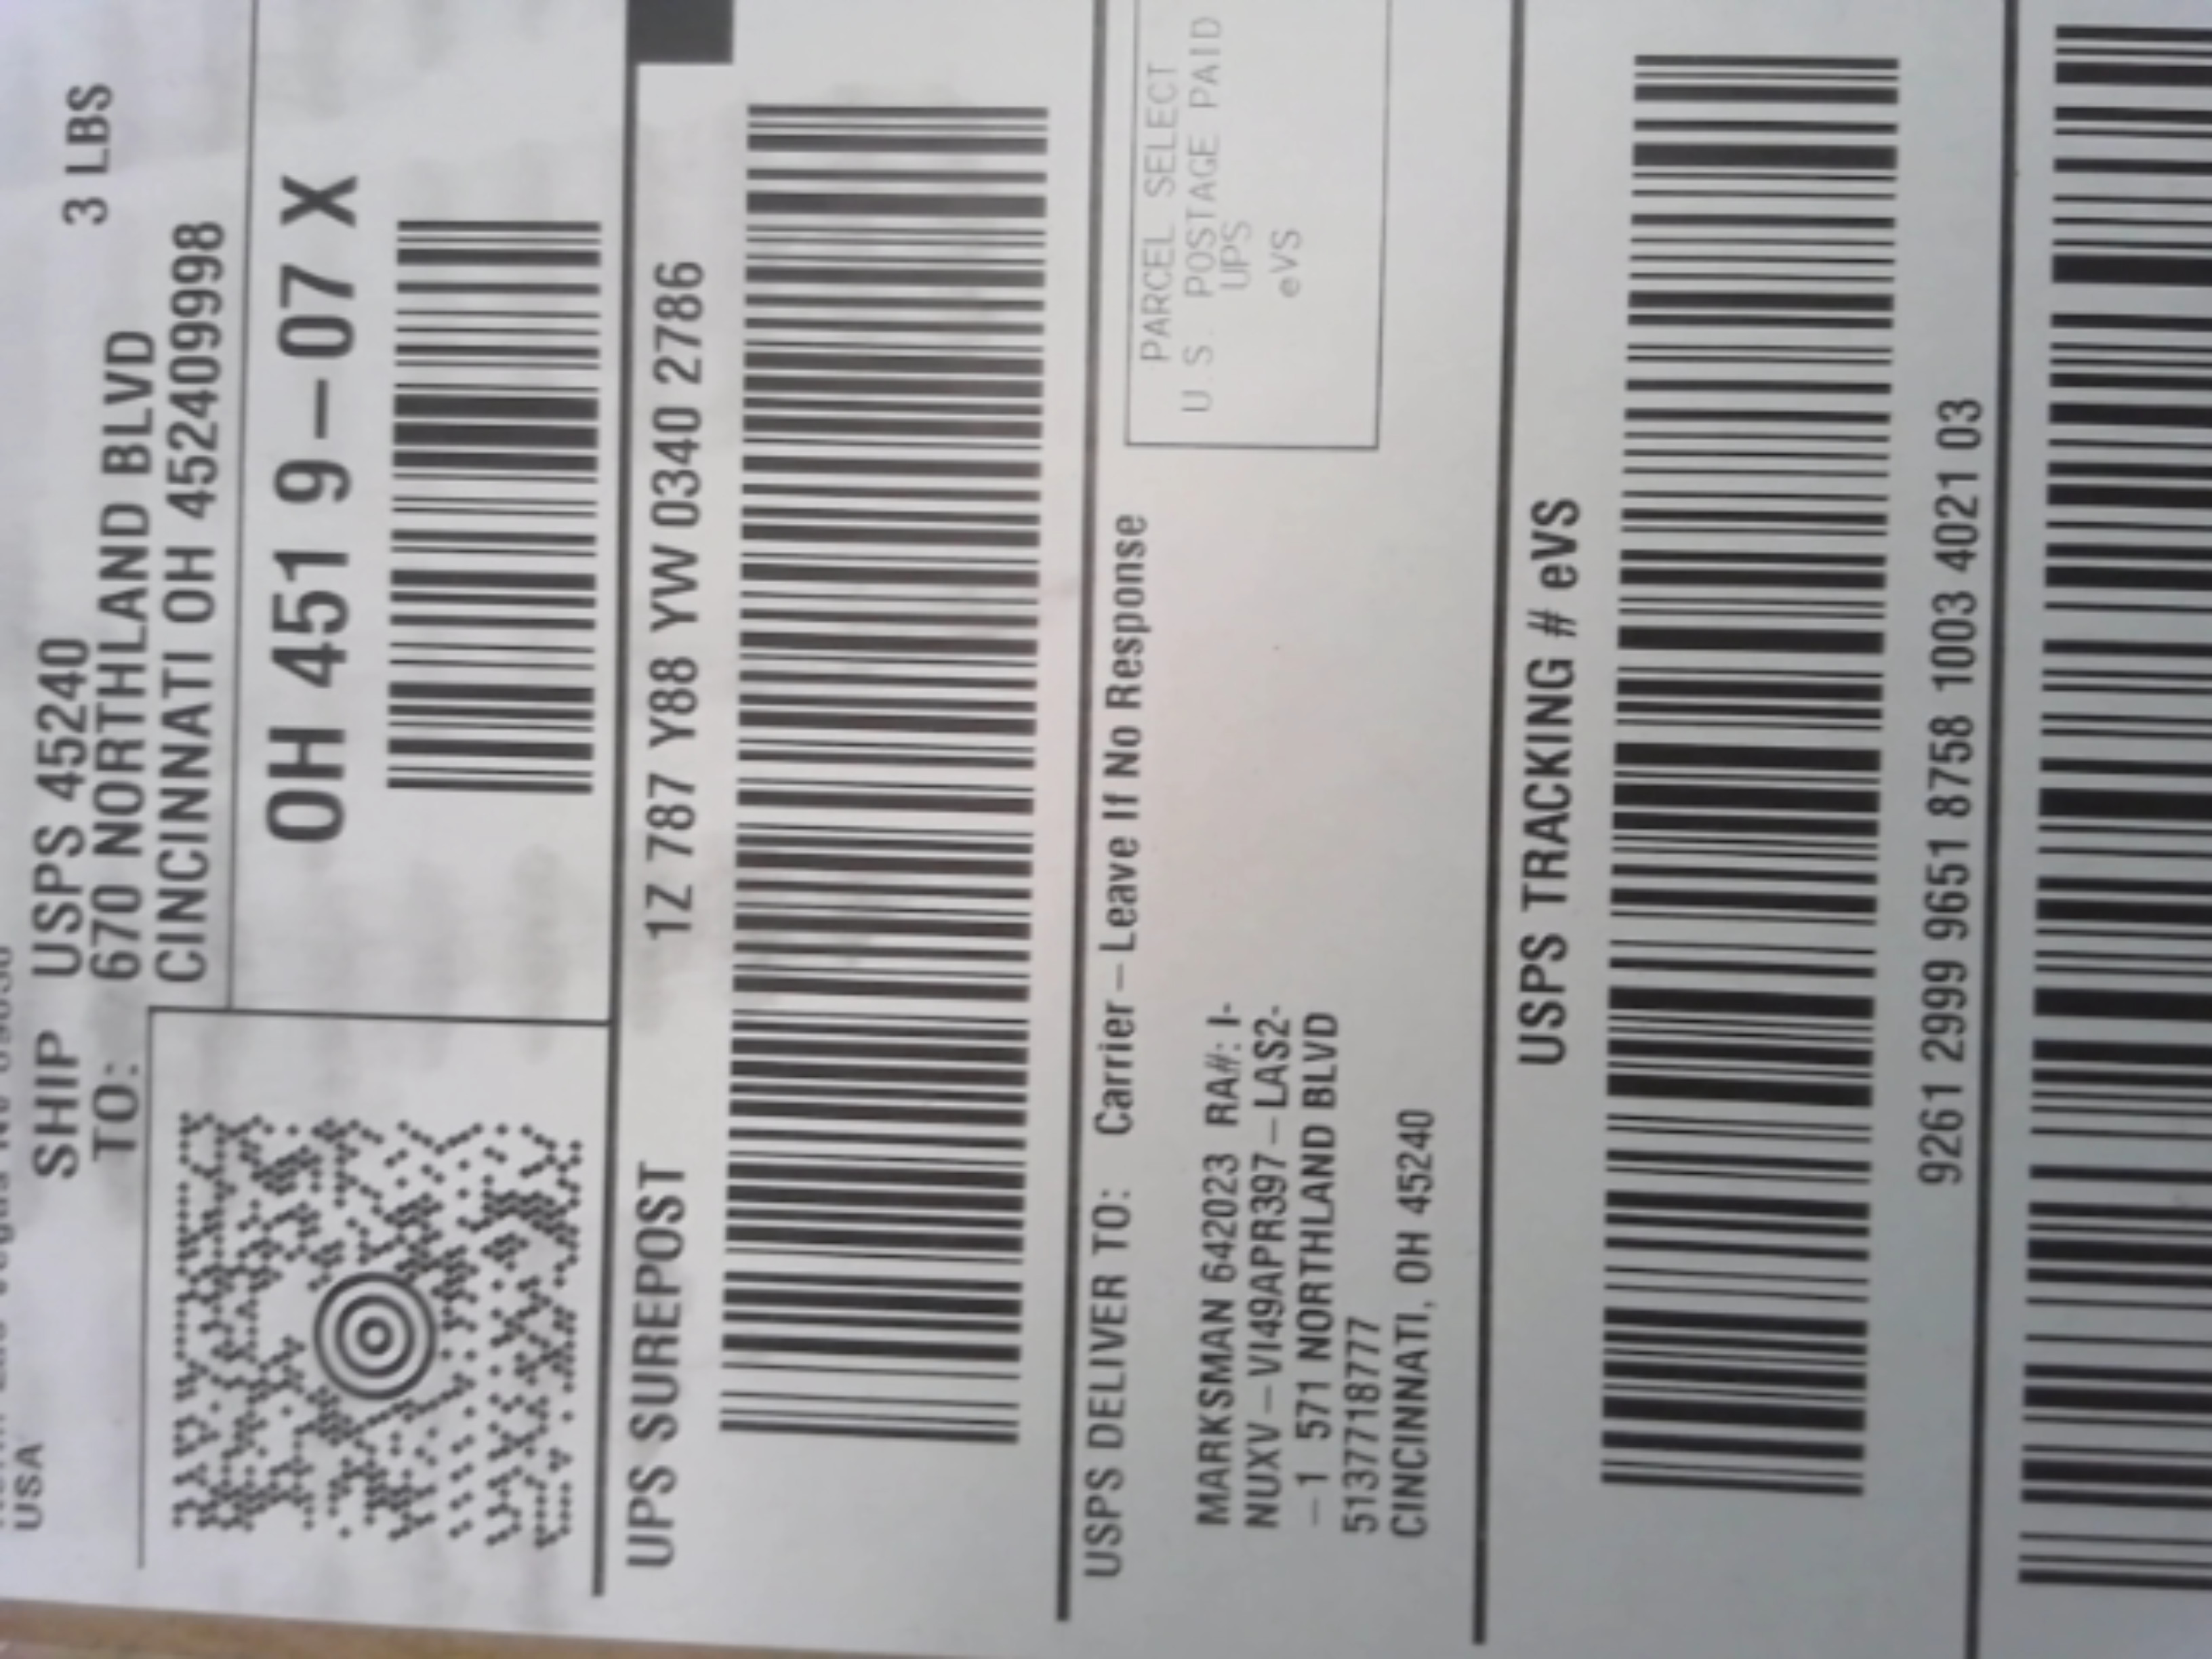 USA
3 LBS
SHIP TO:
USPS 45240
670 NORTHLAND BLVD
CINCINNATI OH 452409998
OH 451 9-07 X
UPS SUREPOST
1Z 787 Y88 YW 0340 2786
USPS DELIVER TO:
Carrier-Leave If No Response
MARKSMAN 642023 RA#: I-
NUXV-VI49APR397-LAS2-
-1 571 NORTHLAND BLVD
5137718777
CINCINNATI, OH 45240
PARCEL SELECT
U.S. POSTAGE PAID
UPS
eVS
USPS TRACKING # eVS
9261 2999 9651 8758 1003 4021 03